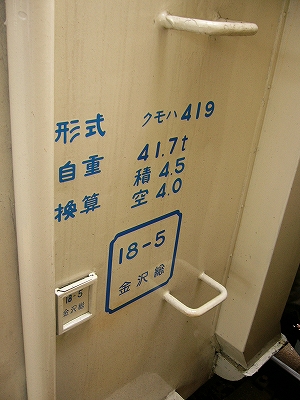 形式 クモハ419
自重 41.7t
換算 積4.5
空4.0
18-5
金沢総
18-5
金沢総